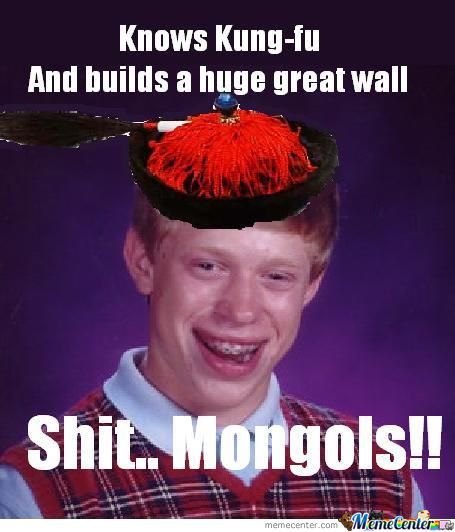 Knows Kung-fu
And builds a huge great wall
Shit.. Mongols!!
memecenter.com MemeCenter